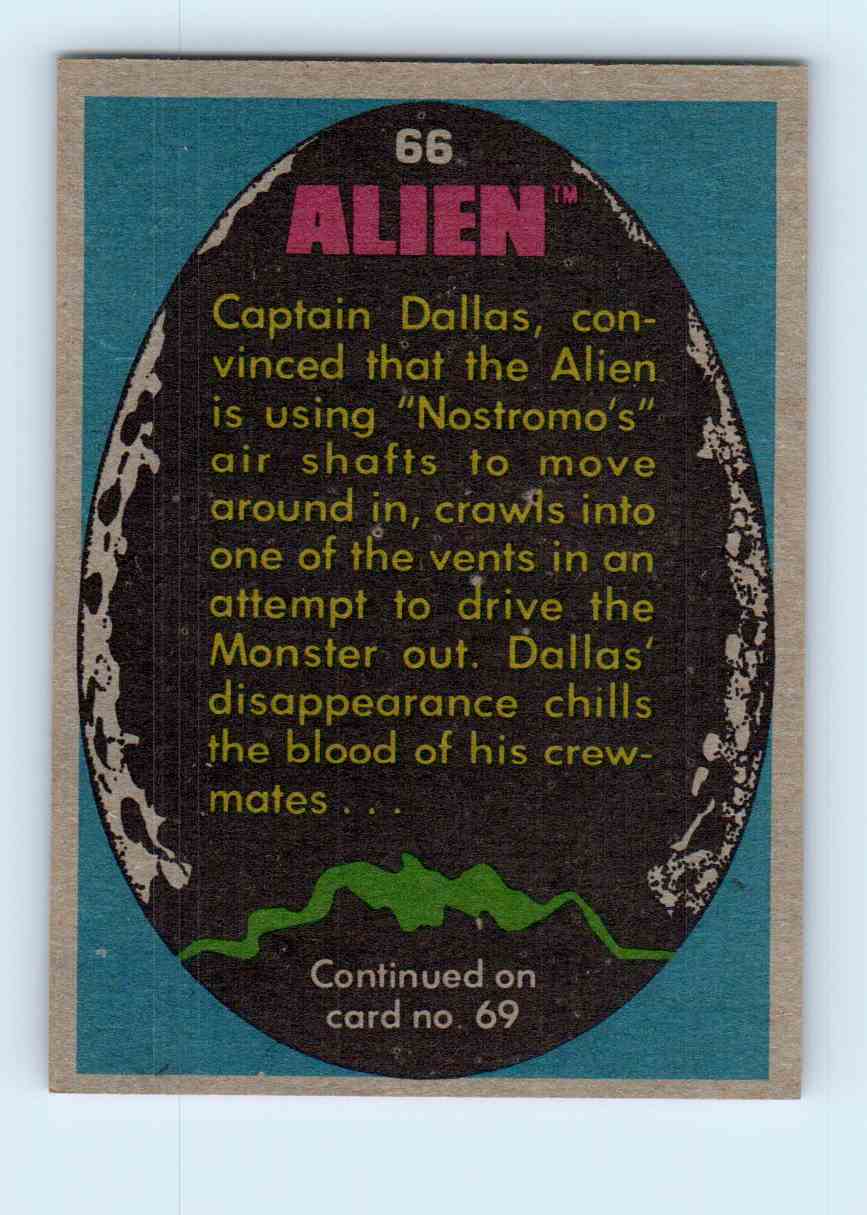 66
ALIEN™
Captain Dallas, con-
vinced that the Alien
is using "Nostromo's"
air shafts to move
around in, crawls into
one of the vents in an
attempt to drive the
Monster out. Dallas'
disappearance chills
the blood of his crew-
mates . . .
Continued on
card no. 69